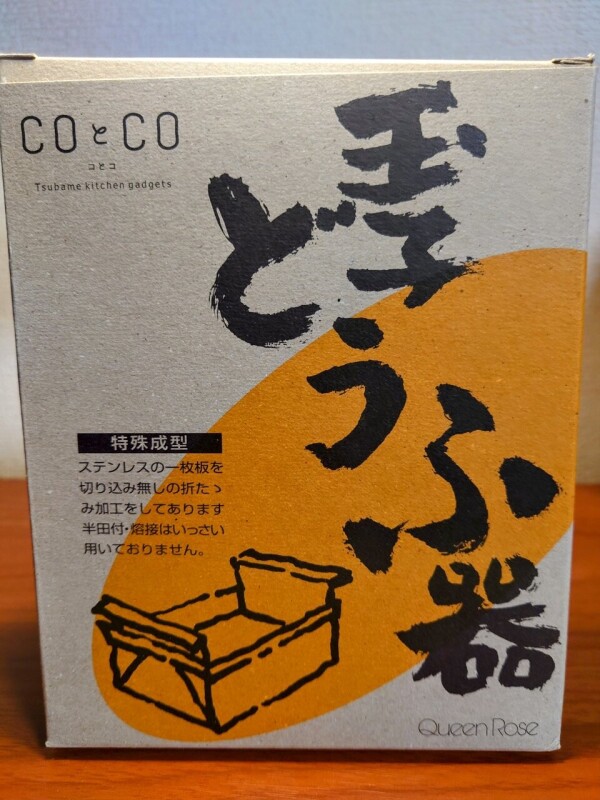 COとCO
コとコ
Tsubame kitchen gadgets
玉子
どうふ
器
特殊成型
ステンレスの一枚板を
切り込み無しの折たゝ
み加工をしてあります
半田付・熔接はいっさい
用いておりません。
Queen Rose